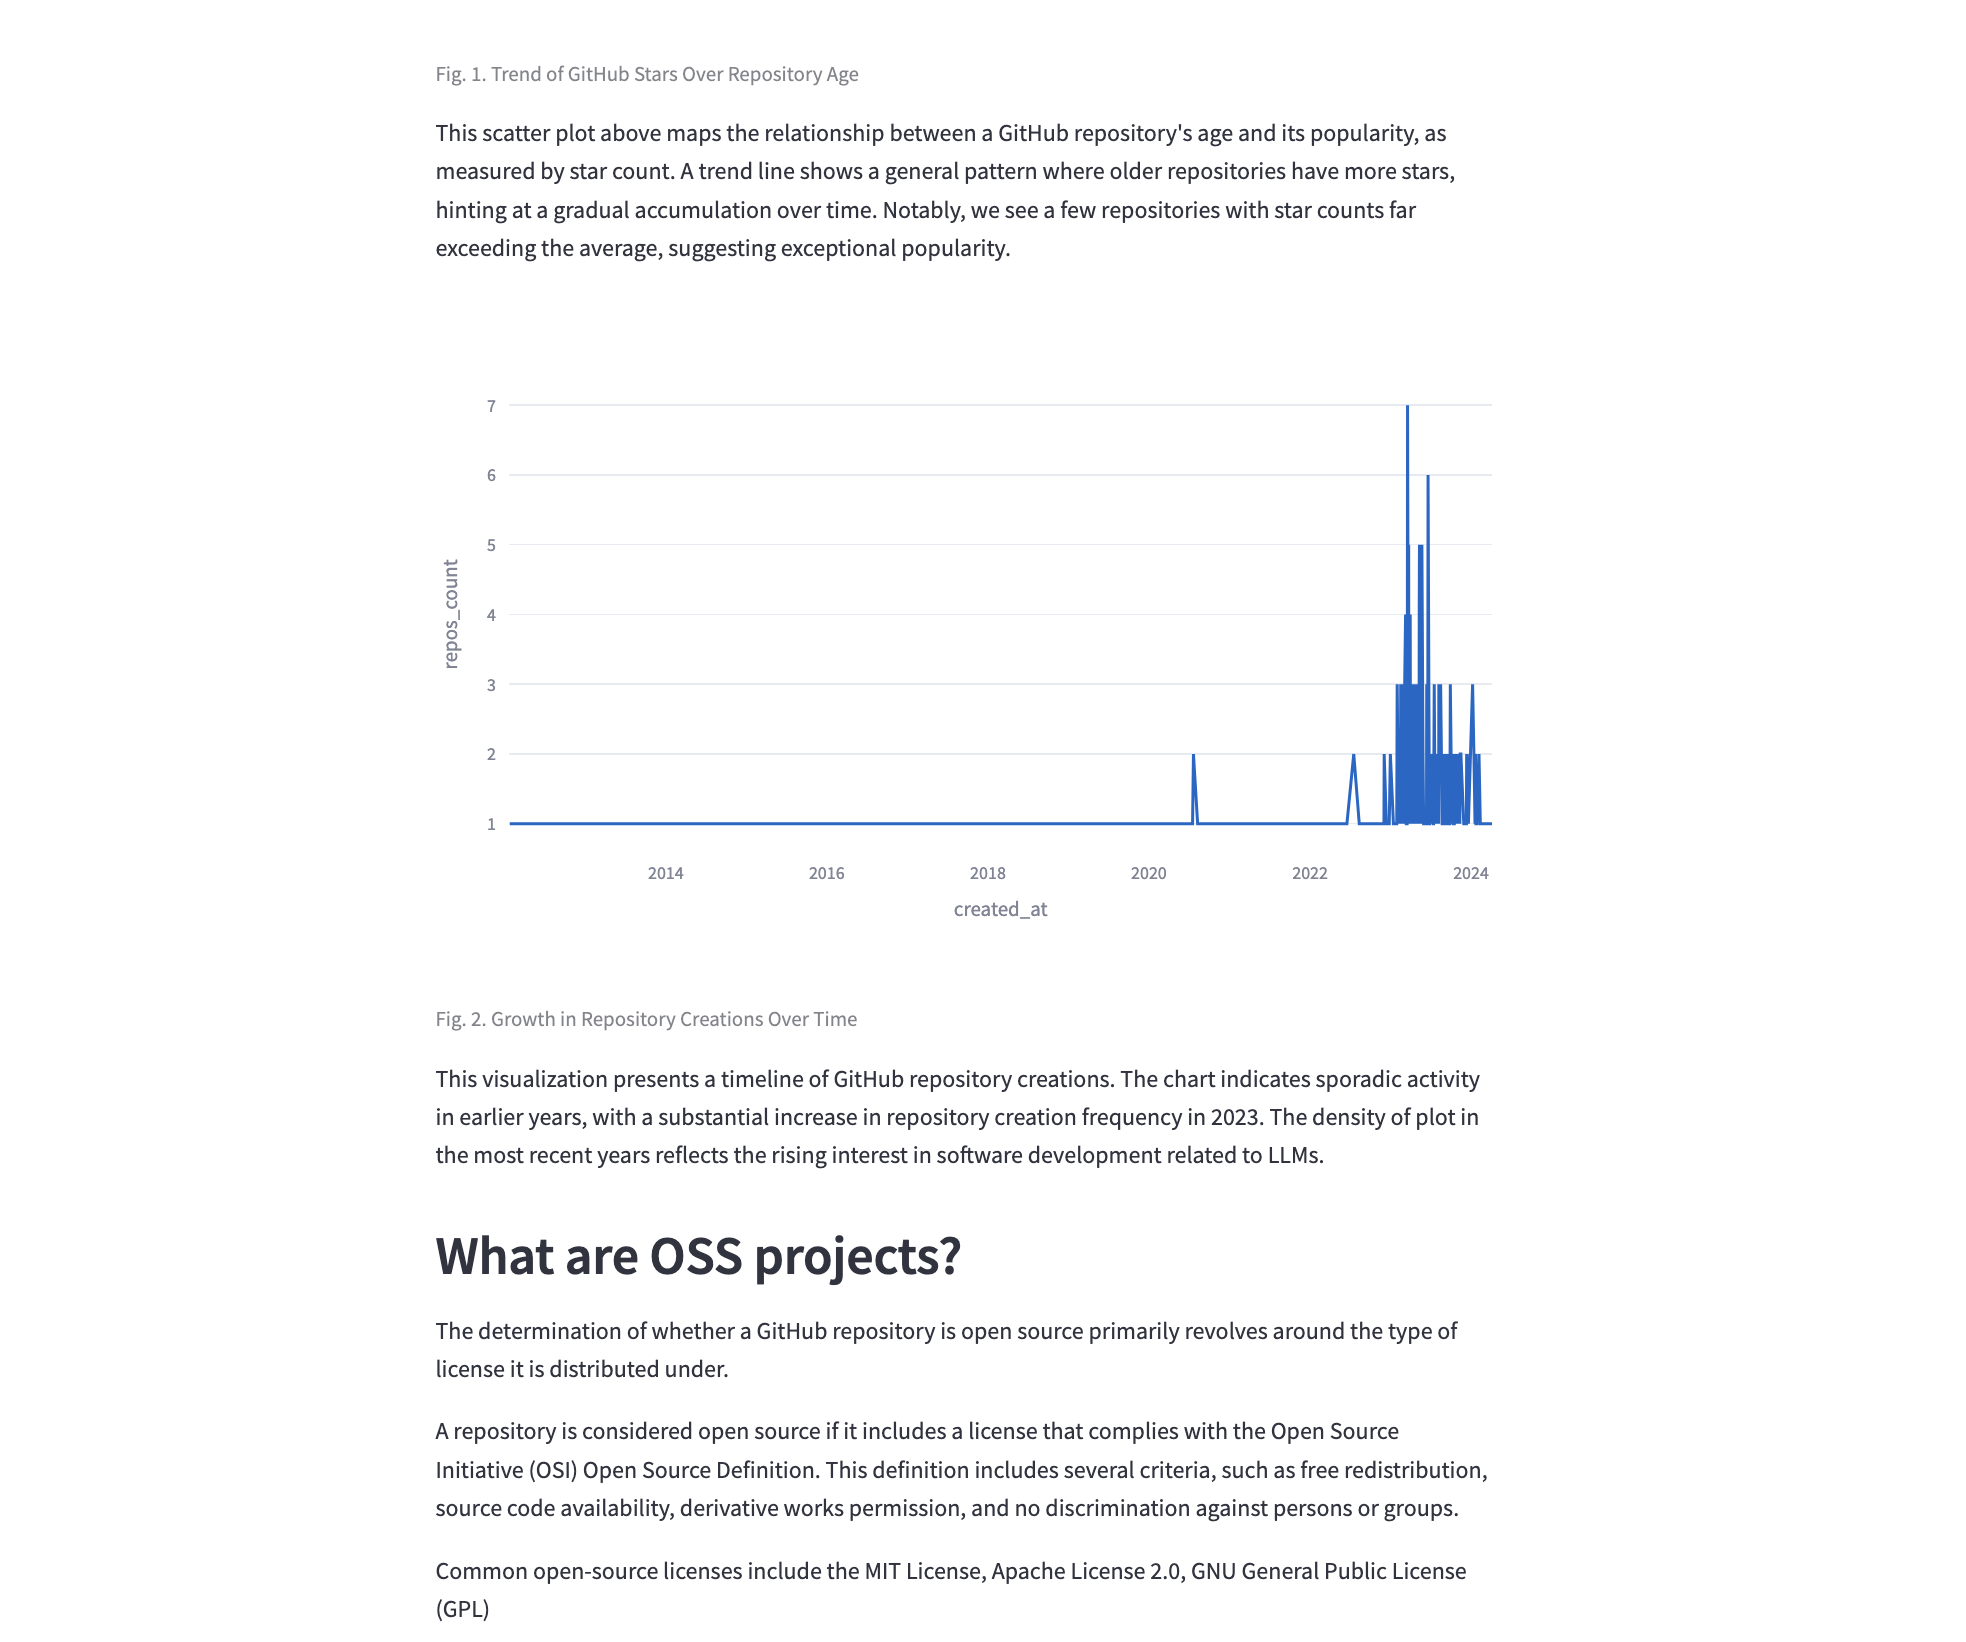 Fig. 1. Trend of GitHub Stars Over Repository Age
This scatter plot above maps the relationship between a GitHub repository's age and its popularity, as
measured by star count. A trend line shows a general pattern where older repositories have more stars,
hinting at a gradual accumulation over time. Notably, we see a few repositories with star counts far
exceeding the average, suggesting exceptional popularity.
7
6
5
4
3
2
1
repos_count
2014 2016 2018 2020 2022 2024
created_at
Fig. 2. Growth in Repository Creations Over Time
This visualization presents a timeline of GitHub repository creations. The chart indicates sporadic activity
in earlier years, with a substantial increase in repository creation frequency in 2023. The density of plot in
the most recent years reflects the rising interest in software development related to LLMs.
What are OSS projects?
The determination of whether a GitHub repository is open source primarily revolves around the type of
license it is distributed under.
A repository is considered open source if it includes a license that complies with the Open Source
Initiative (OSI) Open Source Definition. This definition includes several criteria, such as free redistribution,
source code availability, derivative works permission, and no discrimination against persons or groups.
Common open-source licenses include the MIT License, Apache License 2.0, GNU General Public License
(GPL)